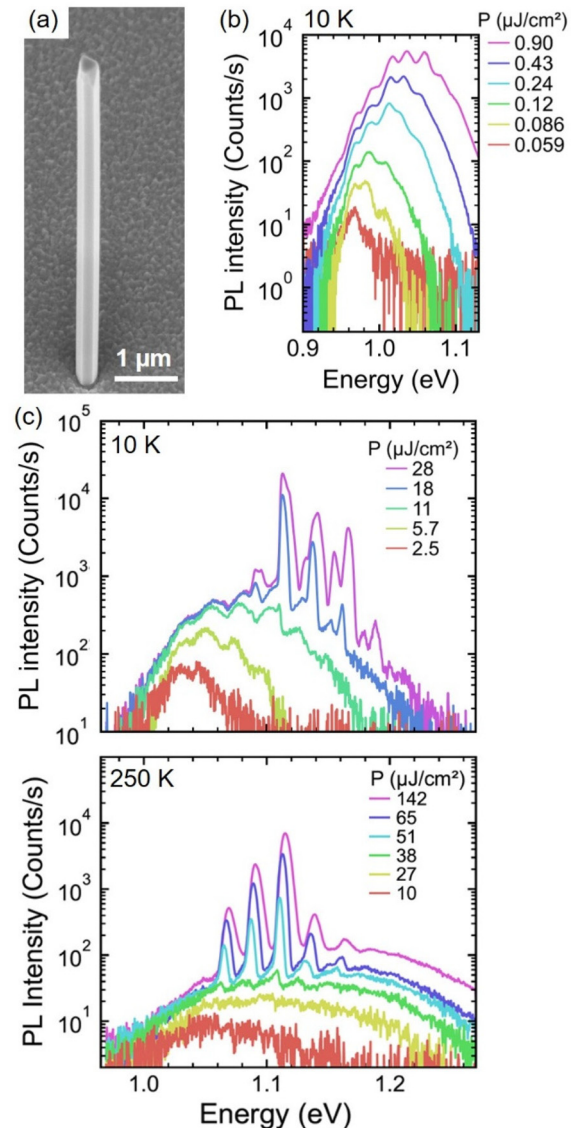 (a)
1 µm
(b)
10 K
P (µJ/cm²)
0.90
0.43
0.24
0.12
0.086
0.059
PL intensity (Counts/s)
10⁴
10³
10²
10¹
10⁰
0.9
1.0
1.1
Energy (eV)
(c)
10 K
P (µJ/cm²)
28
18
11
5.7
2.5
PL intensity (Counts/s)
10⁵
10⁴
10³
10²
10¹
250 K
P (µJ/cm²)
142
65
51
38
27
10
PL Intensity (Counts/s)
10⁴
10³
10²
10¹
1.0
1.1
1.2
Energy (eV)